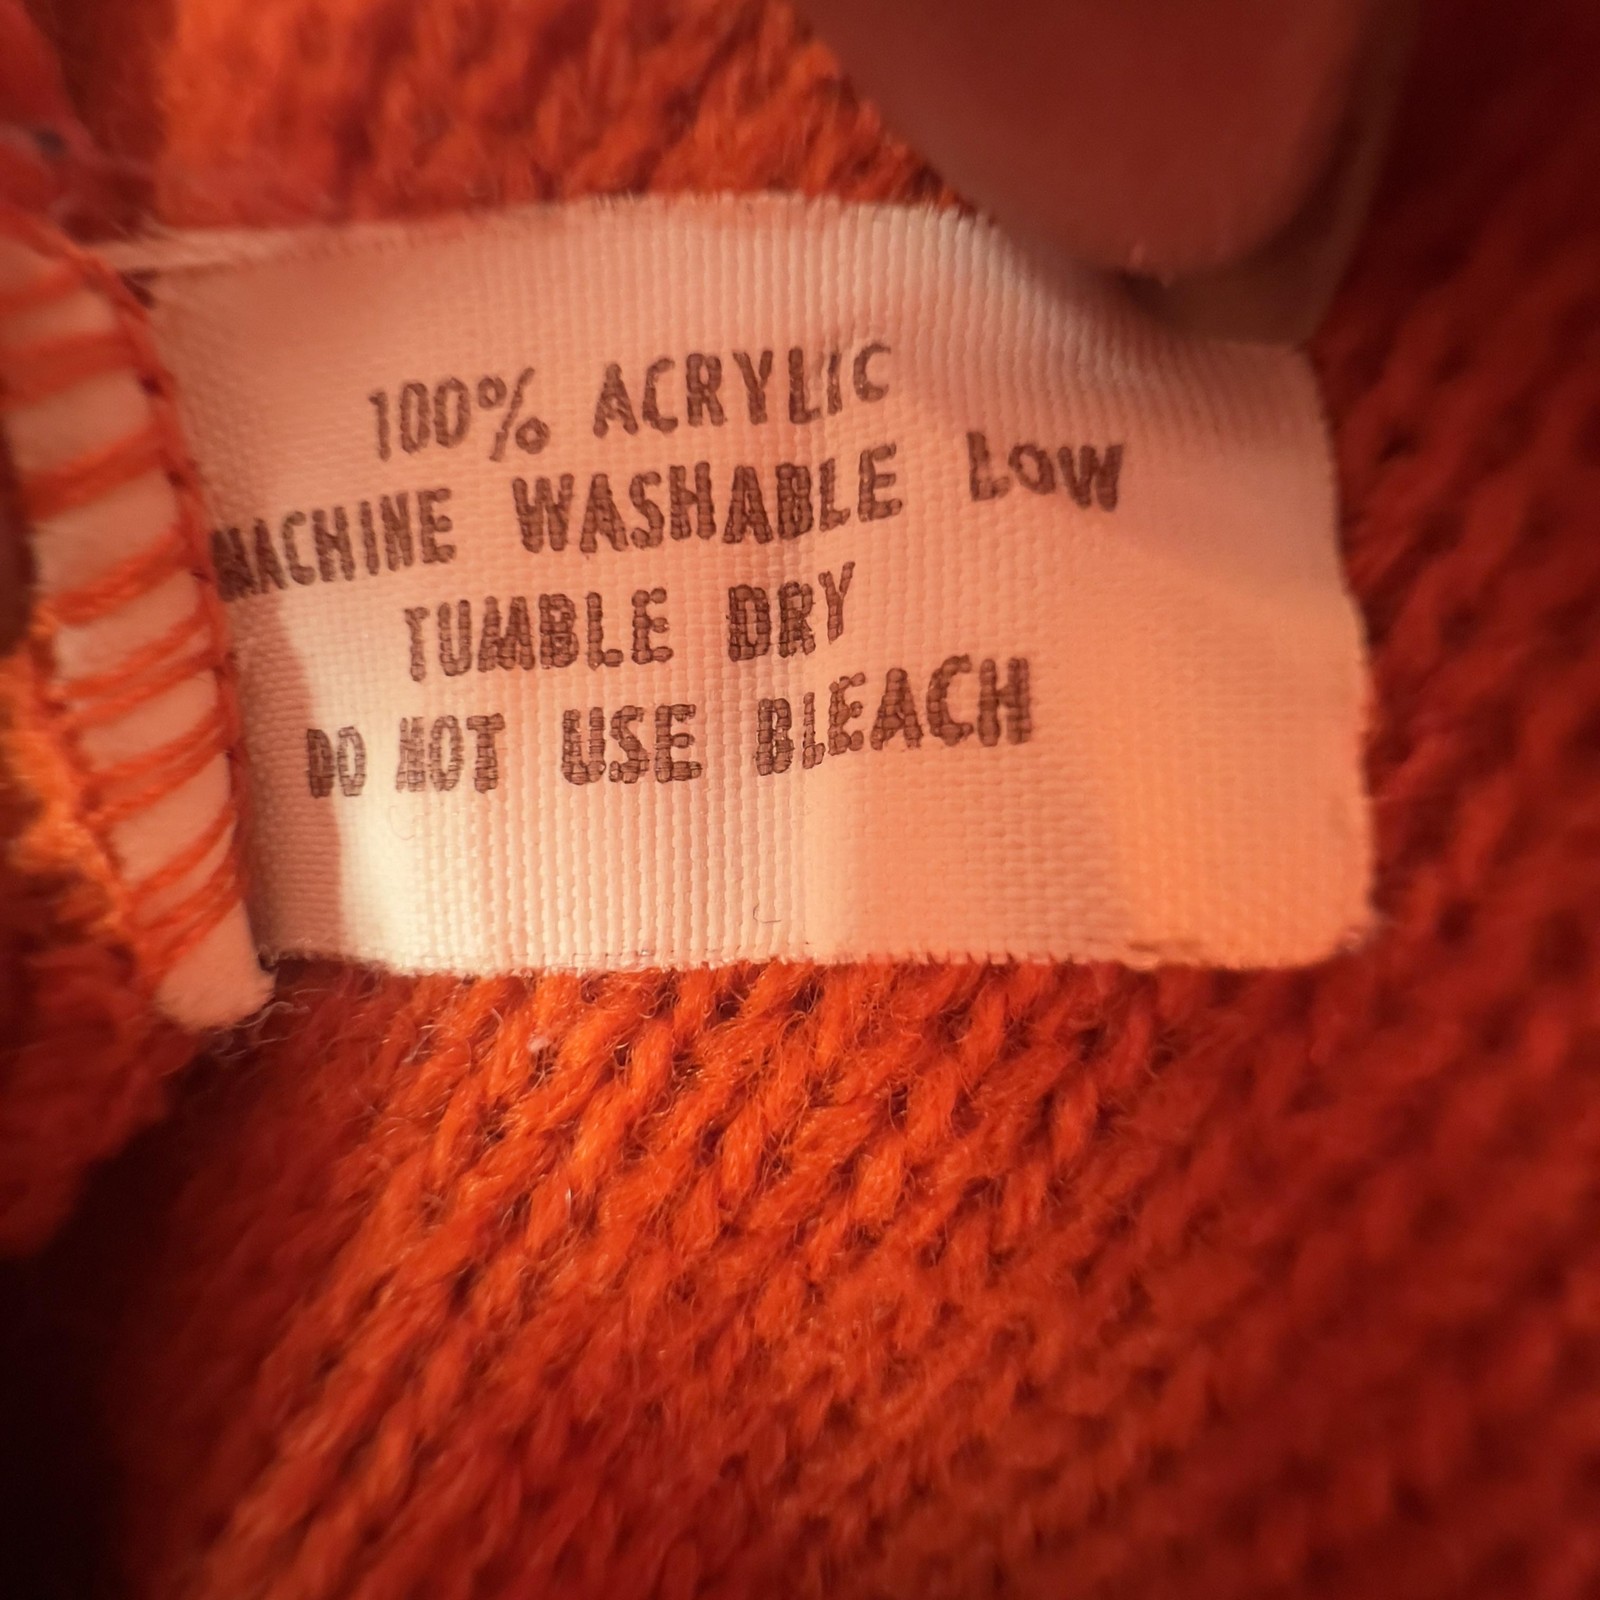 100% ACRYLIC
MACHINE WASHABLE LOW
TUMBLE DRY
DO NOT USE BLEACH